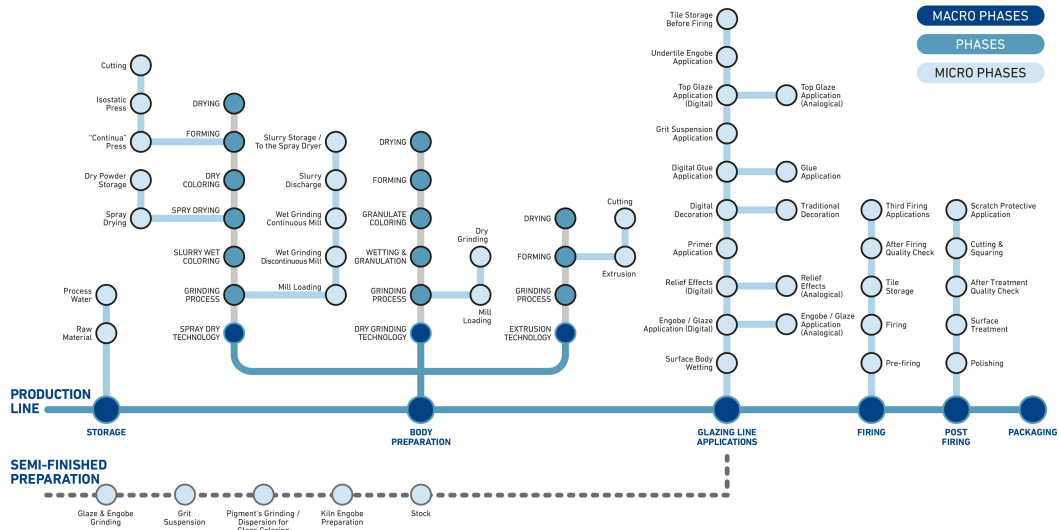 MACRO PHASES
PHASES
MICRO PHASES
Cutting
Isostatic
Press
"Continua"
Press
Dry Powder
Storage
Spray
Drying
Process
Water
Raw
Material
DRYING
FORMING
DRY
COLORING
SPRY DRYING
SLURRY WET
COLORING
GRINDING
PROCESS
SPRAY DRY
TECHNOLOGY
Slurry Storage /
To the Spray Dryer
Slurry
Discharge
Wet Grinding
Continuous Mill
Wet Grinding
Discontinuous Mill
Mill Loading
DRYING
FORMING
GRANULATE
COLORING
WETTING &
GRANULATION
GRINDING
PROCESS
DRY GRINDING
TECHNOLOGY
Dry
Grinding
Mill
Loading
DRYING
FORMING
GRINDING
PROCESS
EXTRUSION
TECHNOLOGY
Cutting
Extrusion
Tile Storage
Before Firing
Undertile Engobe
Application
Top Glaze
Application
(Digital)
Top Glaze
Application
(Analogical)
Grit Suspension
Application
Digital Glue
Application
Glue
Application
Digital
Decoration
Traditional
Decoration
Primer
Application
Relief Effects
(Digital)
Relief
Effects
(Analogical)
Engobe / Glaze
Application (Digital)
Engobe / Glaze
Application
(Analogical)
Surface Body
Wetting
Third Firing
Applications
After Firing
Quality Check
Tile
Storage
Firing
Pre-firing
Scratch Protective
Application
Cutting &
Squaring
After Treatment
Quality Check
Surface
Treatment
Polishing
PRODUCTION
LINE
STORAGE
BODY
PREPARATION
GLAZING LINE
APPLICATIONS
FIRING
POST
FIRING
PACKAGING
SEMI-FINISHED
PREPARATION
Glaze & Engobe
Grinding
Grit
Suspension
Pigment's Grinding /
Dispersion for
Kiln Engobe
Preparation
Stock